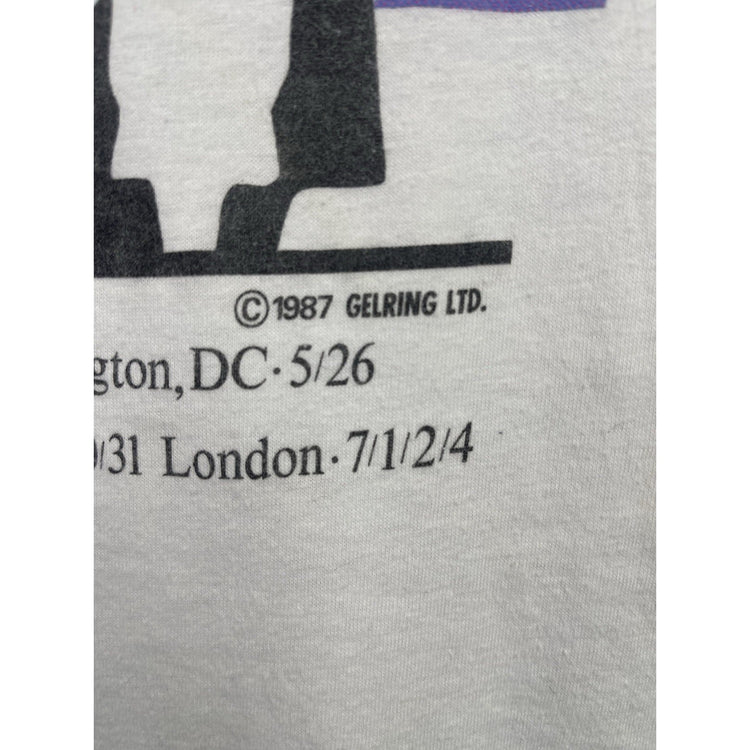 ©1987 GELRING LTD.
gton, DC·5/26
/31 London·7/1/2/4